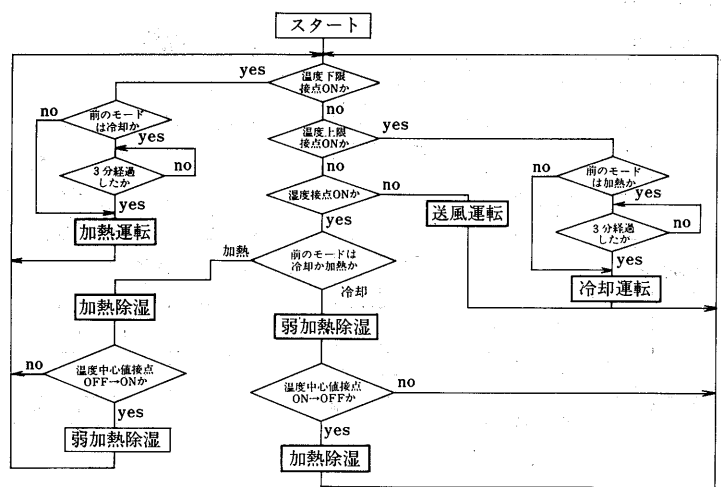 スタート
yes
温度下限
接点ONか
no
no
前のモード
は冷却か
yes
温度上限
接点ONか
yes
3分経過
したか
no
no
no
前のモード
は加熱か
yes
湿度接点ONか
no
yes
送風運転
yes
3分経過
したか
no
加熱運転
加熱
前のモードは
冷却か加熱か
yes
冷却
冷却運転
加熱除湿
弱加熱除湿
no
温度中心値接点
OFF→ONか
温度中心値接点
ON→OFFか
no
yes
yes
弱加熱除湿
加熱除湿